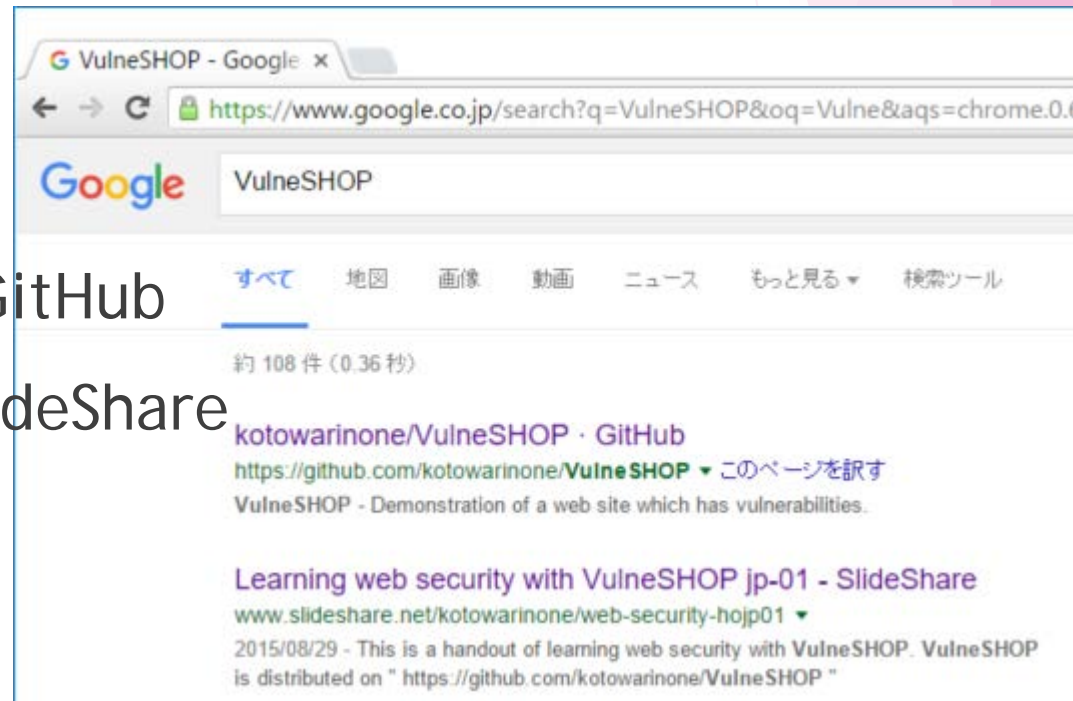 VulneSHOP - Google
https://www.google.co.jp/search?q=VulneSHOP&oq=Vulne&aqs=chrome.0.6
Google
VulneSHOP
すべて 地図 画像 動画 ニュース もっと見る 検索ツール
約 108 件 (0.36 秒)
GitHub
deShare
kotowarinone/VulneSHOP · GitHub
https://github.com/kotowarinone/VulneSHOP このページを訳す
VulneSHOP - Demonstration of a web site which has vulnerabilities.
Learning web security with VulneSHOP jp-01 - SlideShare
www.slideshare.net/kotowarinone/web-security-hojp01
2015/08/29 - This is a handout of learning web security with VulneSHOP. VulneSHOP
is distributed on " https://github.com/kotowarinone/VulneSHOP "